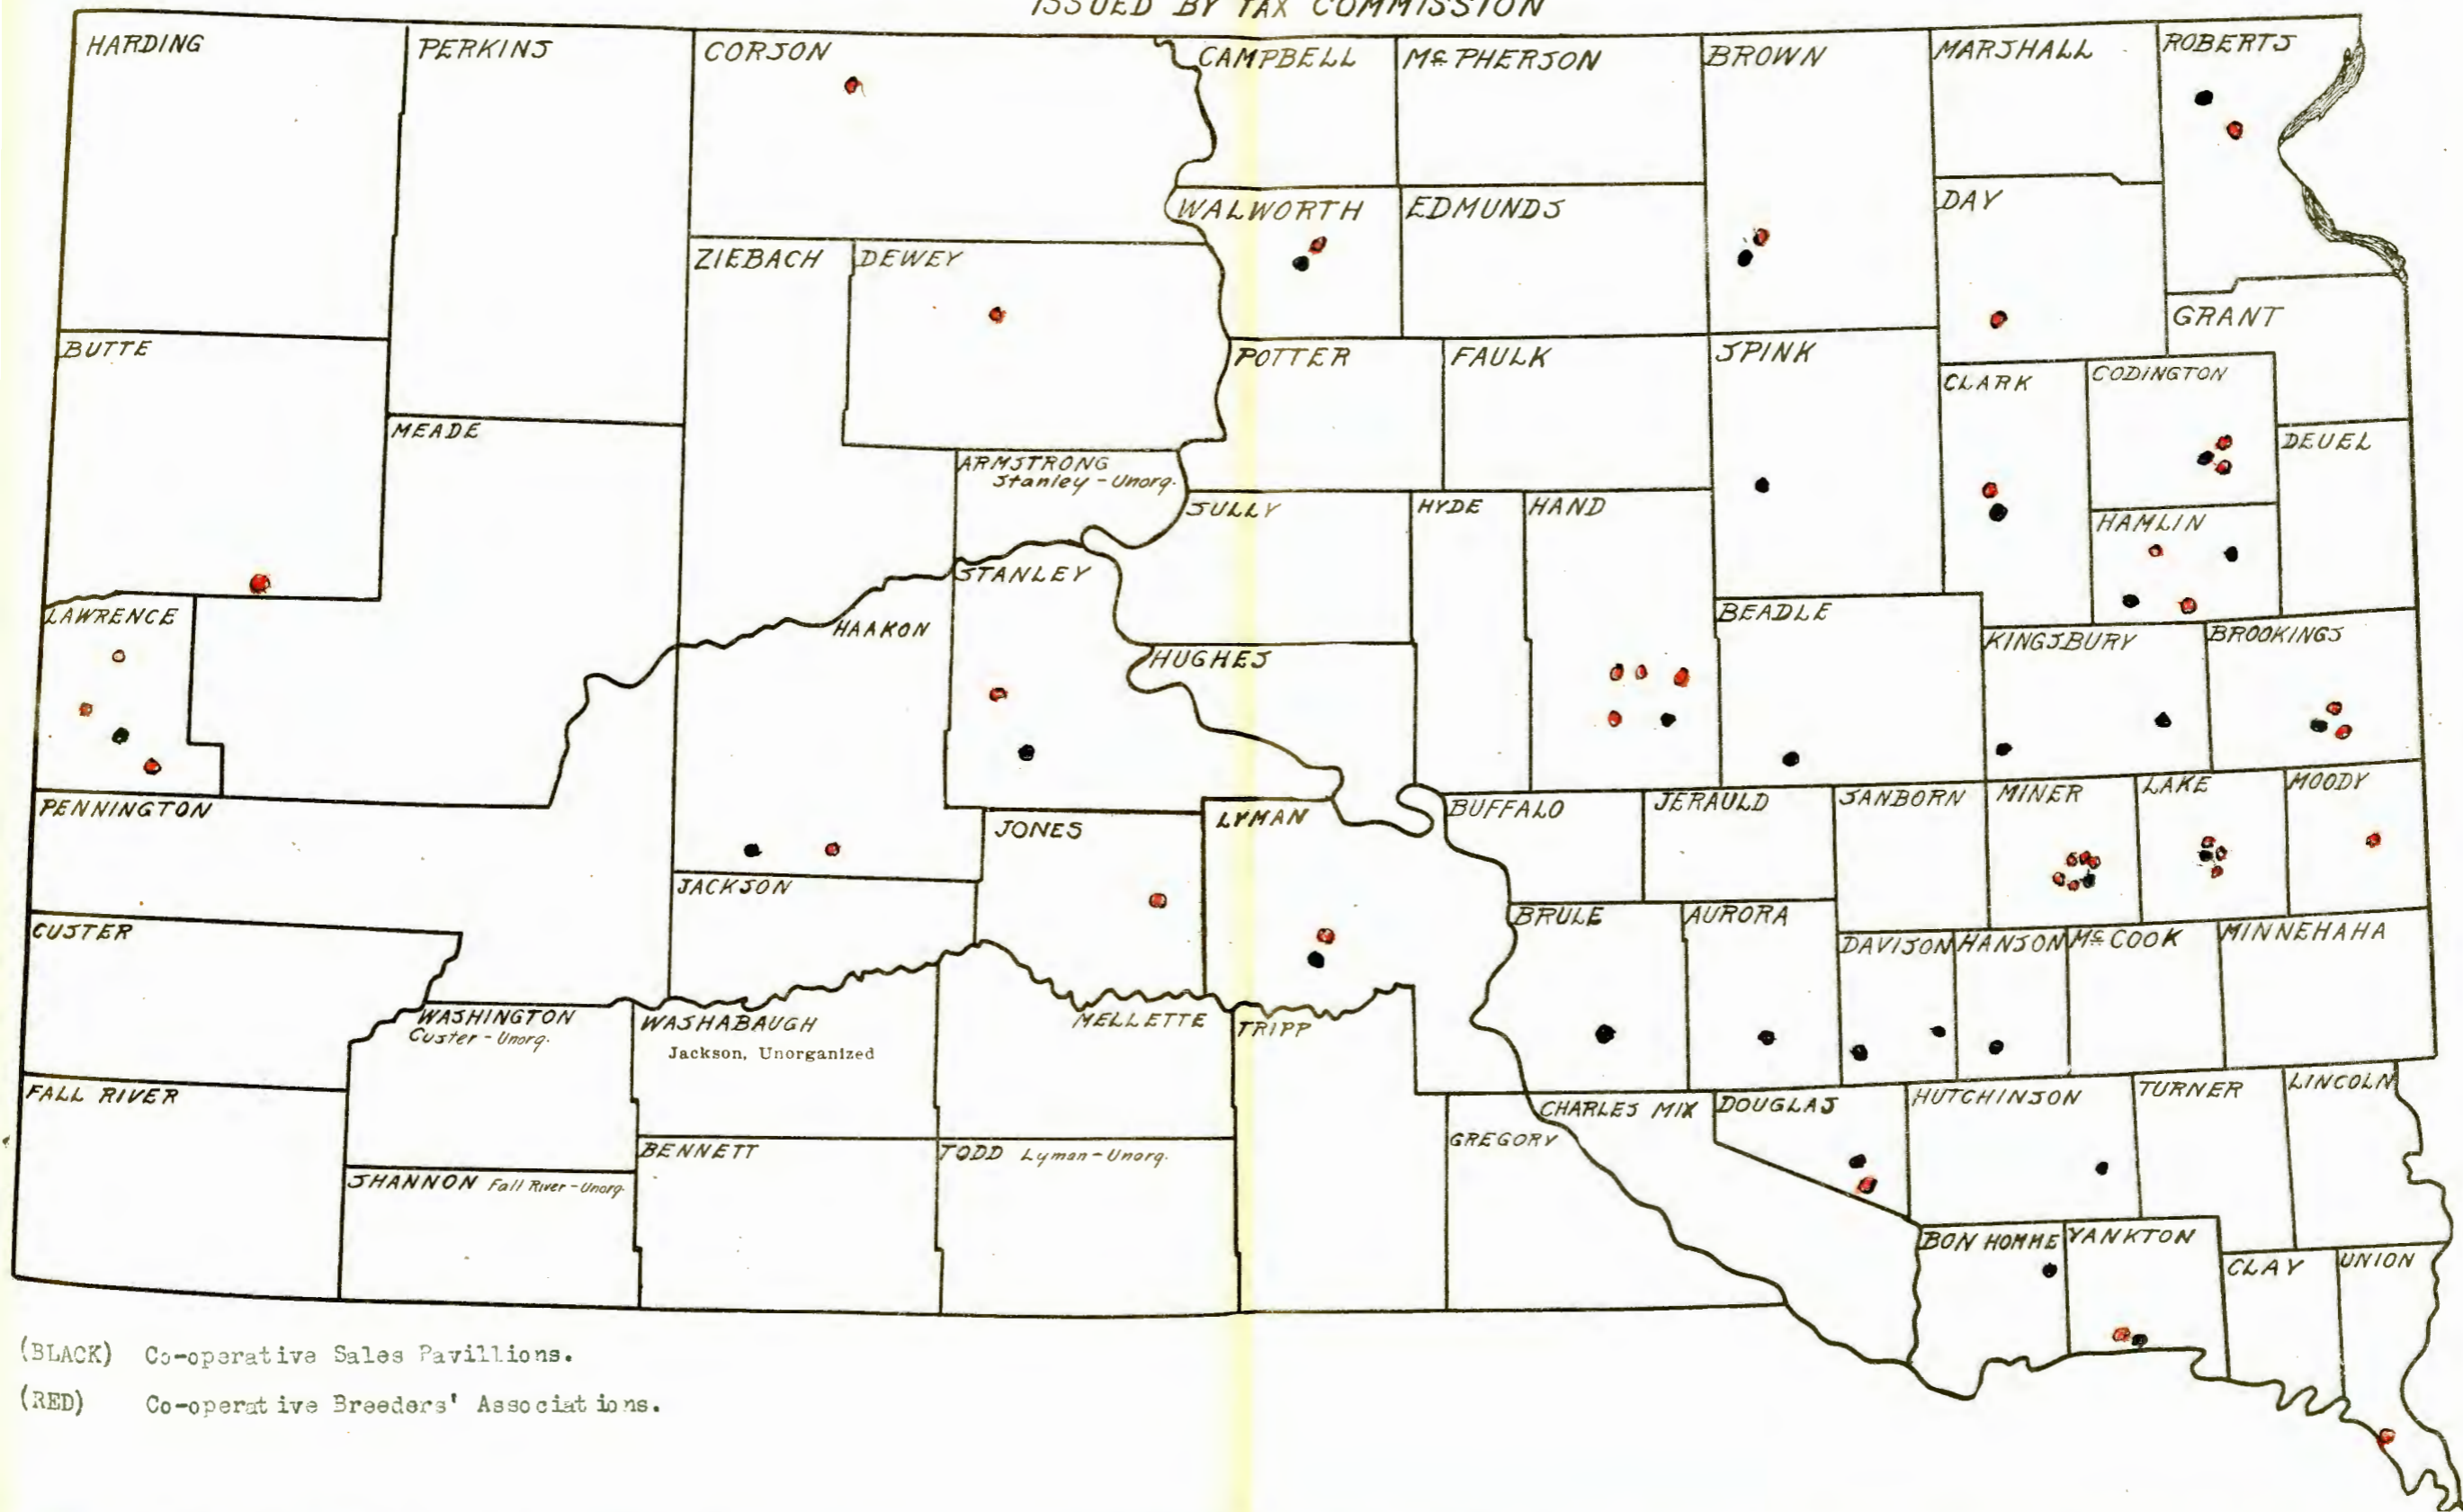 ISSUED BY TAX COMMISSION
HARDING
PERKINS
CORSON
CAMPBELL
McPHERSON
BROWN
MARSHALL
ROBERTS
WALWORTH
EDMUNDS
DAY
ZIEBACH
DEWEY
GRANT
BUTTE
POTTER
FAULK
SPINK
CLARK
CODINGTON
MEADE
DEUEL
ARMSTRONG
Stanley - Unorg.
SULLY
HYDE
HAND
HAMLIN
STANLEY
LAWRENCE
HAAKON
BEADLE
KINGSBURY
BROOKINGS
HUGHES
PENNINGTON
JONES
LYMAN
BUFFALO
JERAULD
SANBORN
MINER
LAKE
MOODY
JACKSON
CUSTER
BRULE
AURORA
DAVISON
HANSON
McCOOK
MINNEHAHA
WASHINGTON
Custer - Unorg.
WASHABAUGH
Jackson, Unorganized
MELLETTE
TRIPP
FALL RIVER
CHARLES MIX
DOUGLAS
HUTCHINSON
TURNER
LINCOLN
GREGORY
BENNETT
TODD Lyman - Unorg.
SHANNON Fall River - Unorg.
BON HOMME
YANKTON
CLAY
UNION
(BLACK) Co-operative Sales Pavillions.
(RED) Co-operative Breeders' Associations.